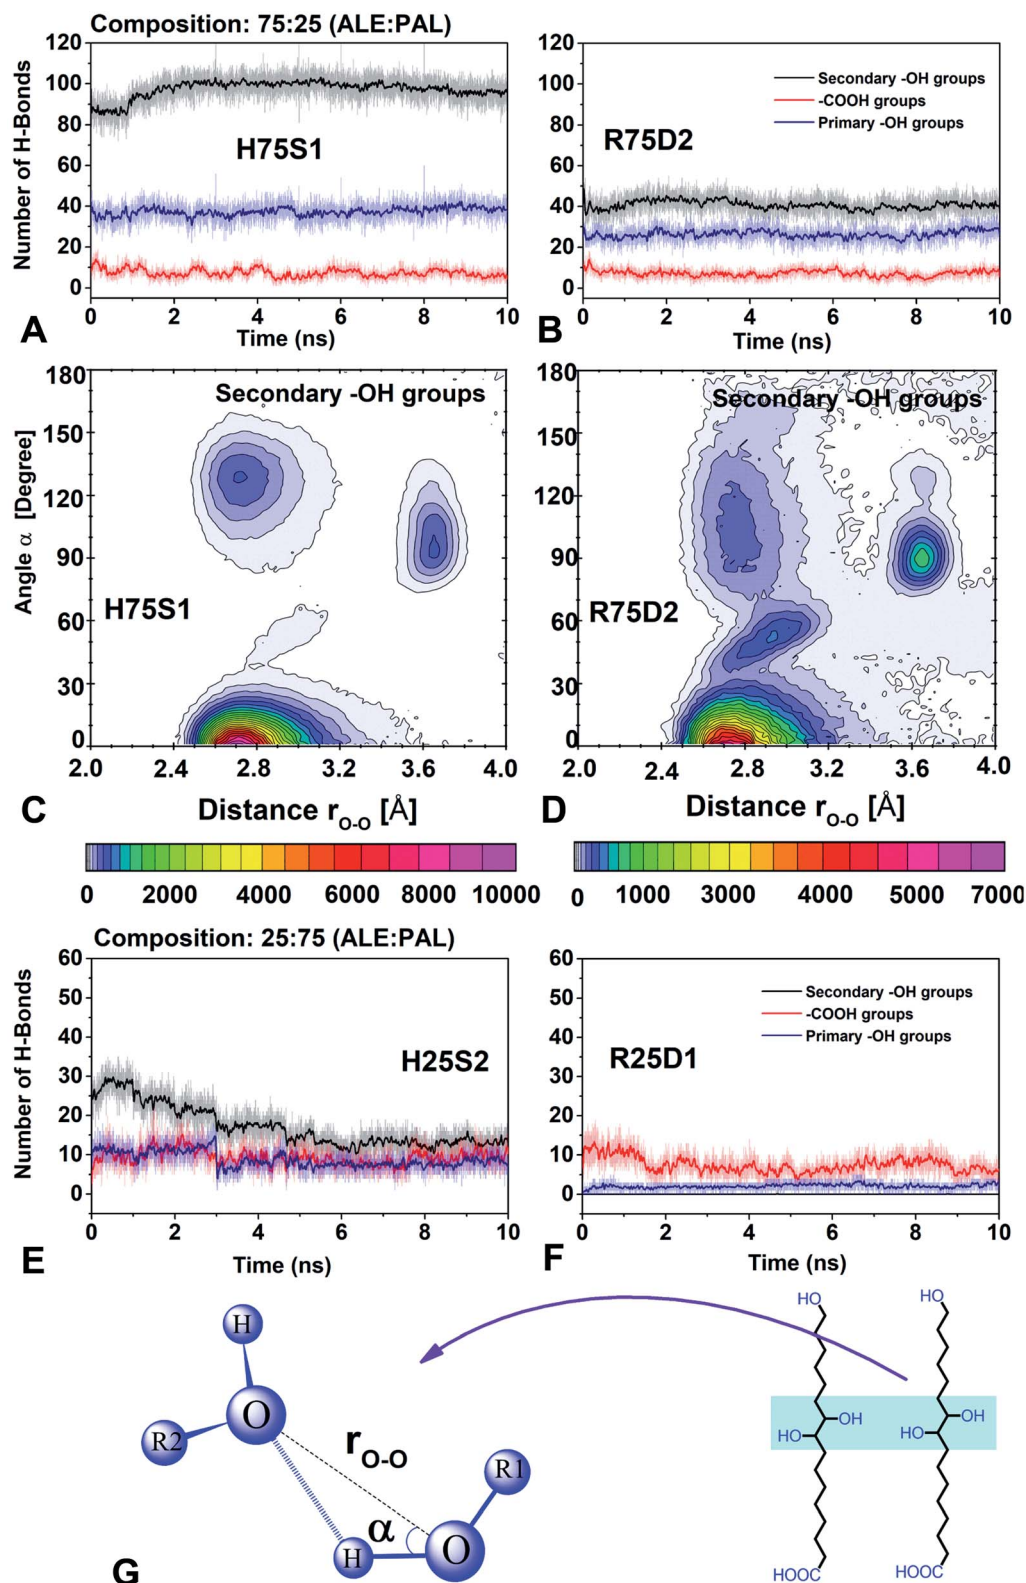 Composition: 75:25 (ALE:PAL)
120
100
80
60
40
20
0
Number of H-Bonds
H75S1
0 2 4 6 8 10
Time (ns)
A
120
100
80
60
40
20
0
Secondary -OH groups
-COOH groups
Primary -OH groups
R75D2
0 2 4 6 8 10
Time (ns)
B
180
150
120
90
60
30
0
Angle α [Degree]
Secondary -OH groups
H75S1
2.0 2.4 2.8 3.2 3.6 4.0
Distance rO-O [Å]
C
0 2000 4000 6000 8000 10000
180
150
120
90
60
30
0
Secondary -OH groups
R75D2
2.0 2.4 2.8 3.2 3.6 4.0
Distance rO-O [Å]
D
0 1000 3000 4000 5000 7000
Composition: 25:75 (ALE:PAL)
60
50
40
30
20
10
0
Number of H-Bonds
H25S2
0 2 4 6 8 10
Time (ns)
E
60
50
40
30
20
10
0
Secondary -OH groups
-COOH groups
Primary -OH groups
R25D1
0 2 4 6 8 10
Time (ns)
F
H
O
R2
rO-O
R1
α
H
O
G
HO
HO
OH
OH
HO
HO
HOOC
HOOC